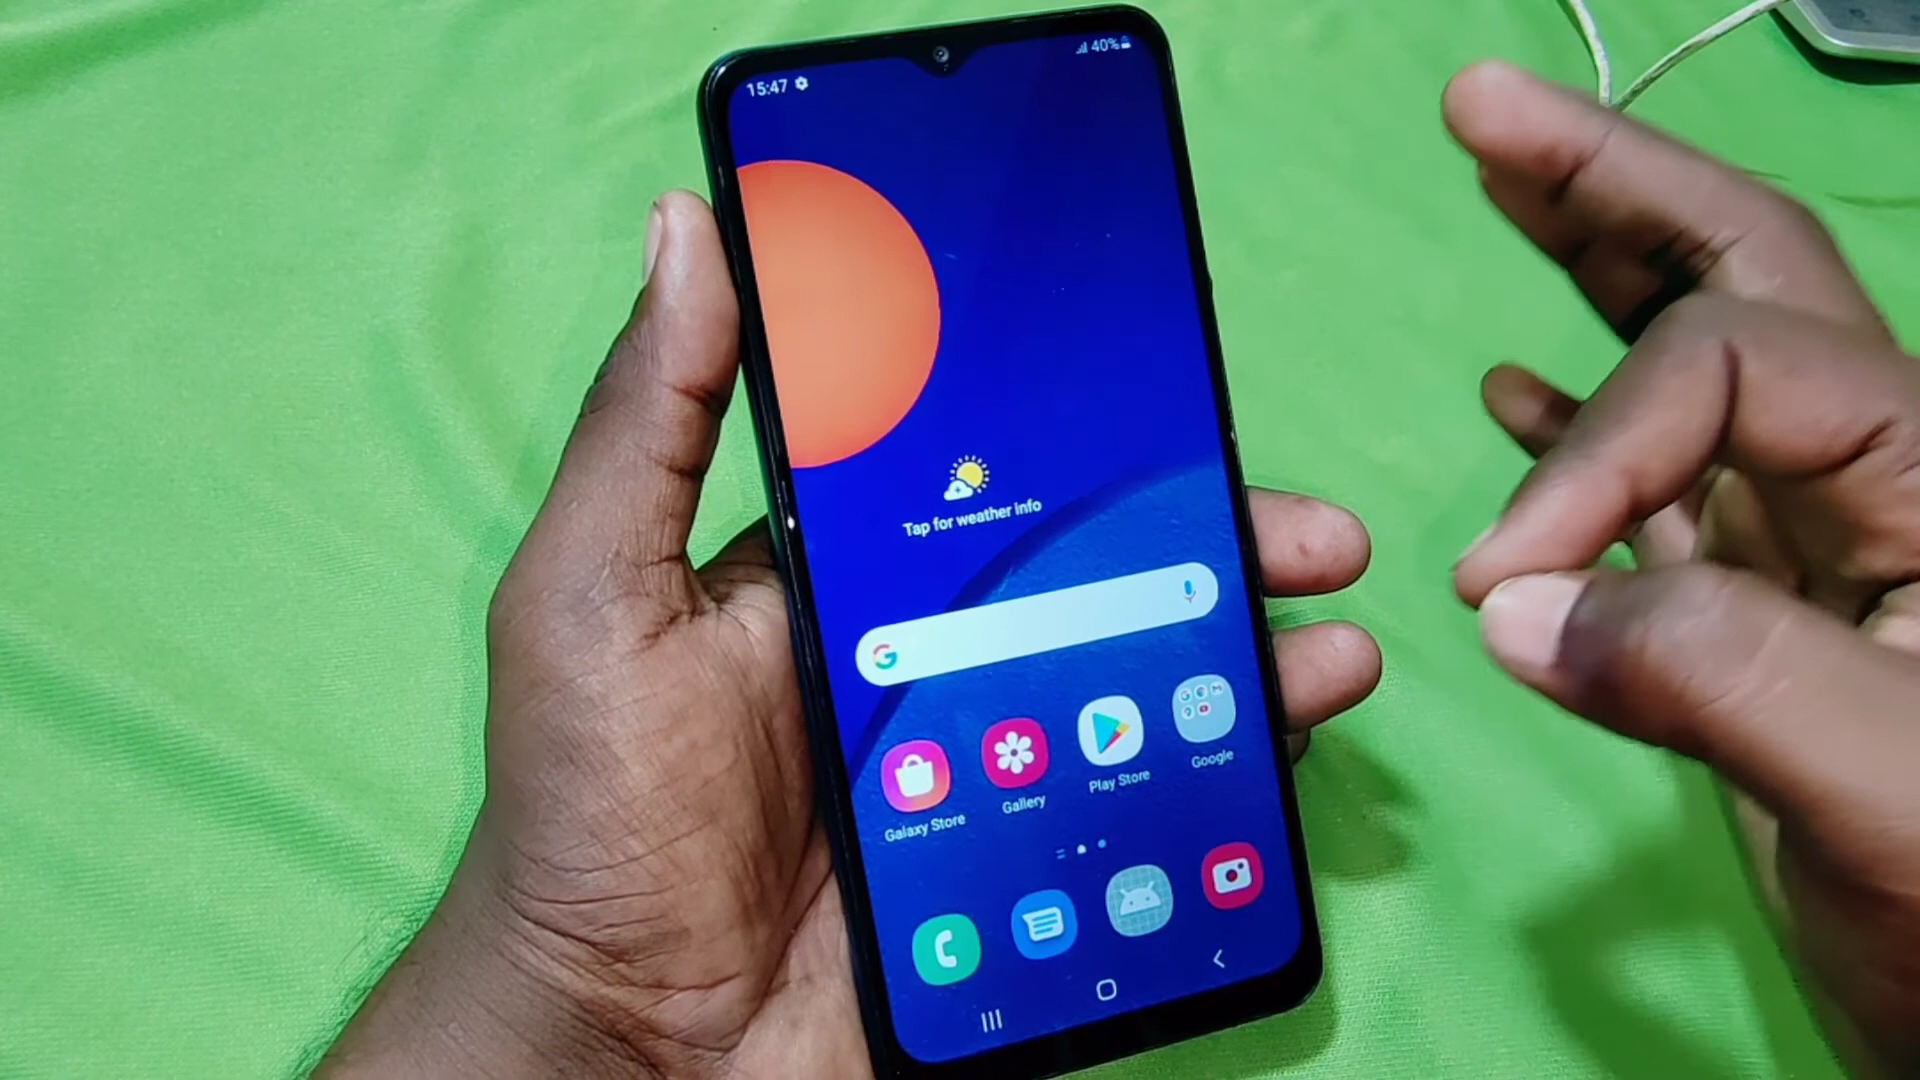 15:47
40%
Tap for weather info
G
Galaxy Store
Gallery
Play Store
Google